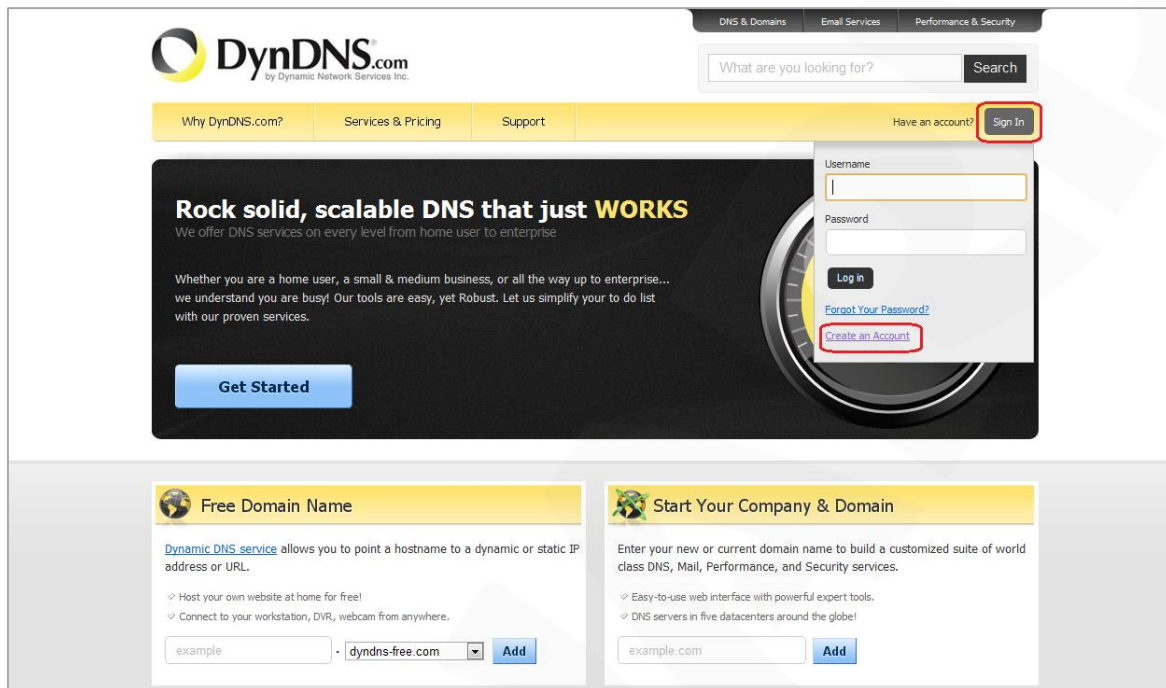 DNS & Domains Email Services Performance & Security
DynDNS.com
by Dynamic Network Services Inc.
What are you looking for? Search
Why DynDNS.com? Services & Pricing Support Have an account? Sign In
Username
Password
Log in
Forgot Your Password?
Create an Account
Rock solid, scalable DNS that just WORKS
We offer DNS services on every level from home user to enterprise
Whether you are a home user, a small & medium business, or all the way up to enterprise...
we understand you are busy! Our tools are easy, yet Robust. Let us simplify your to do list
with our proven services.
Get Started
Free Domain Name
Dynamic DNS service allows you to point a hostname to a dynamic or static IP
address or URL.
Host your own website at home for free!
Connect to your workstation, DVR, webcam from anywhere.
example . dyndns-free.com Add
Start Your Company & Domain
Enter your new or current domain name to build a customized suite of world
class DNS, Mail, Performance, and Security services.
Easy-to-use web interface with powerful expert tools.
DNS servers in five datacenters around the globe!
example.com Add